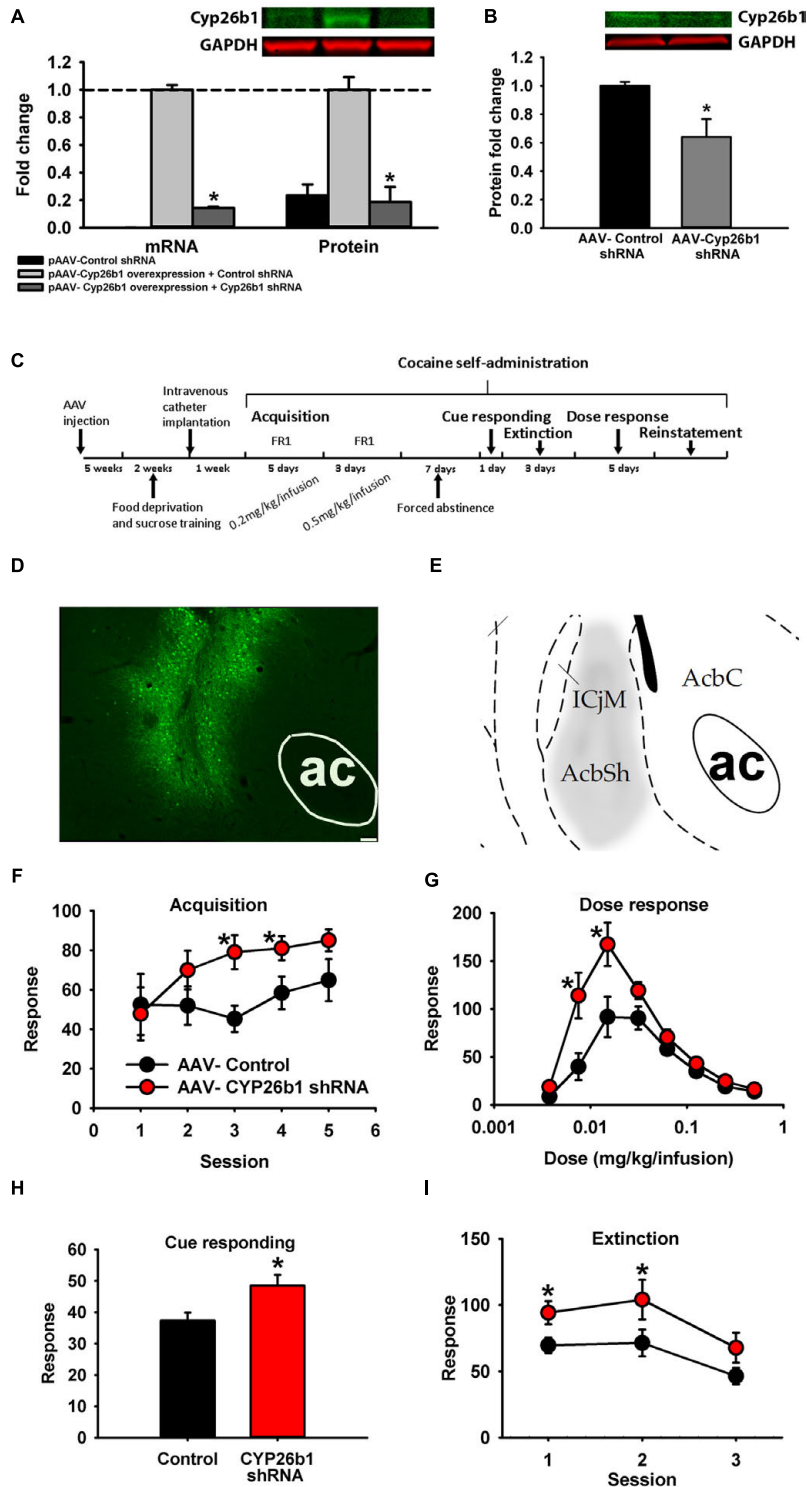 A
Cyp26b1
GAPDH
Fold change
1.2
1.0
0.8
0.6
0.4
0.2
0.0
*
*
mRNA
Protein
pAAV-Control shRNA
pAAV-Cyp26b1 overexpression + Control shRNA
pAAV- Cyp26b1 overexpression + Cyp26b1 shRNA
B
Cyp26b1
GAPDH
Protein fold change
1.2
1.0
0.8
0.6
0.4
0.2
0.0
*
AAV- Control
shRNA
AAV-Cyp26b1
shRNA
C
Cocaine self-administration
AAV
injection
Intravenous
catheter
implantation
Acquisition
FR1
FR1
Cue responding
Extinction
Dose response
Reinstatement
5 weeks
2 weeks
1 week
5 days
3 days
7 days
1 day
3 days
5 days
Food deprivation
and sucrose training
0.2mg/kg/infusion
0.5mg/kg/infusion
Forced abstinence
D
ac
E
ICjM
AcbC
AcbSh
ac
F
Acquisition
Response
100
80
60
40
20
0
* *
AAV- Control
AAV- CYP26b1 shRNA
0 1 2 3 4 5 6
Session
G
Dose response
Response
200
150
100
50
0
*
*
0.001 0.01 0.1 1
Dose (mg/kg/infusion)
H
Cue responding
Response
60
50
40
30
20
10
0
*
Control
CYP26b1
shRNA
I
Extinction
Response
150
100
50
0
* *
1 2 3
Session